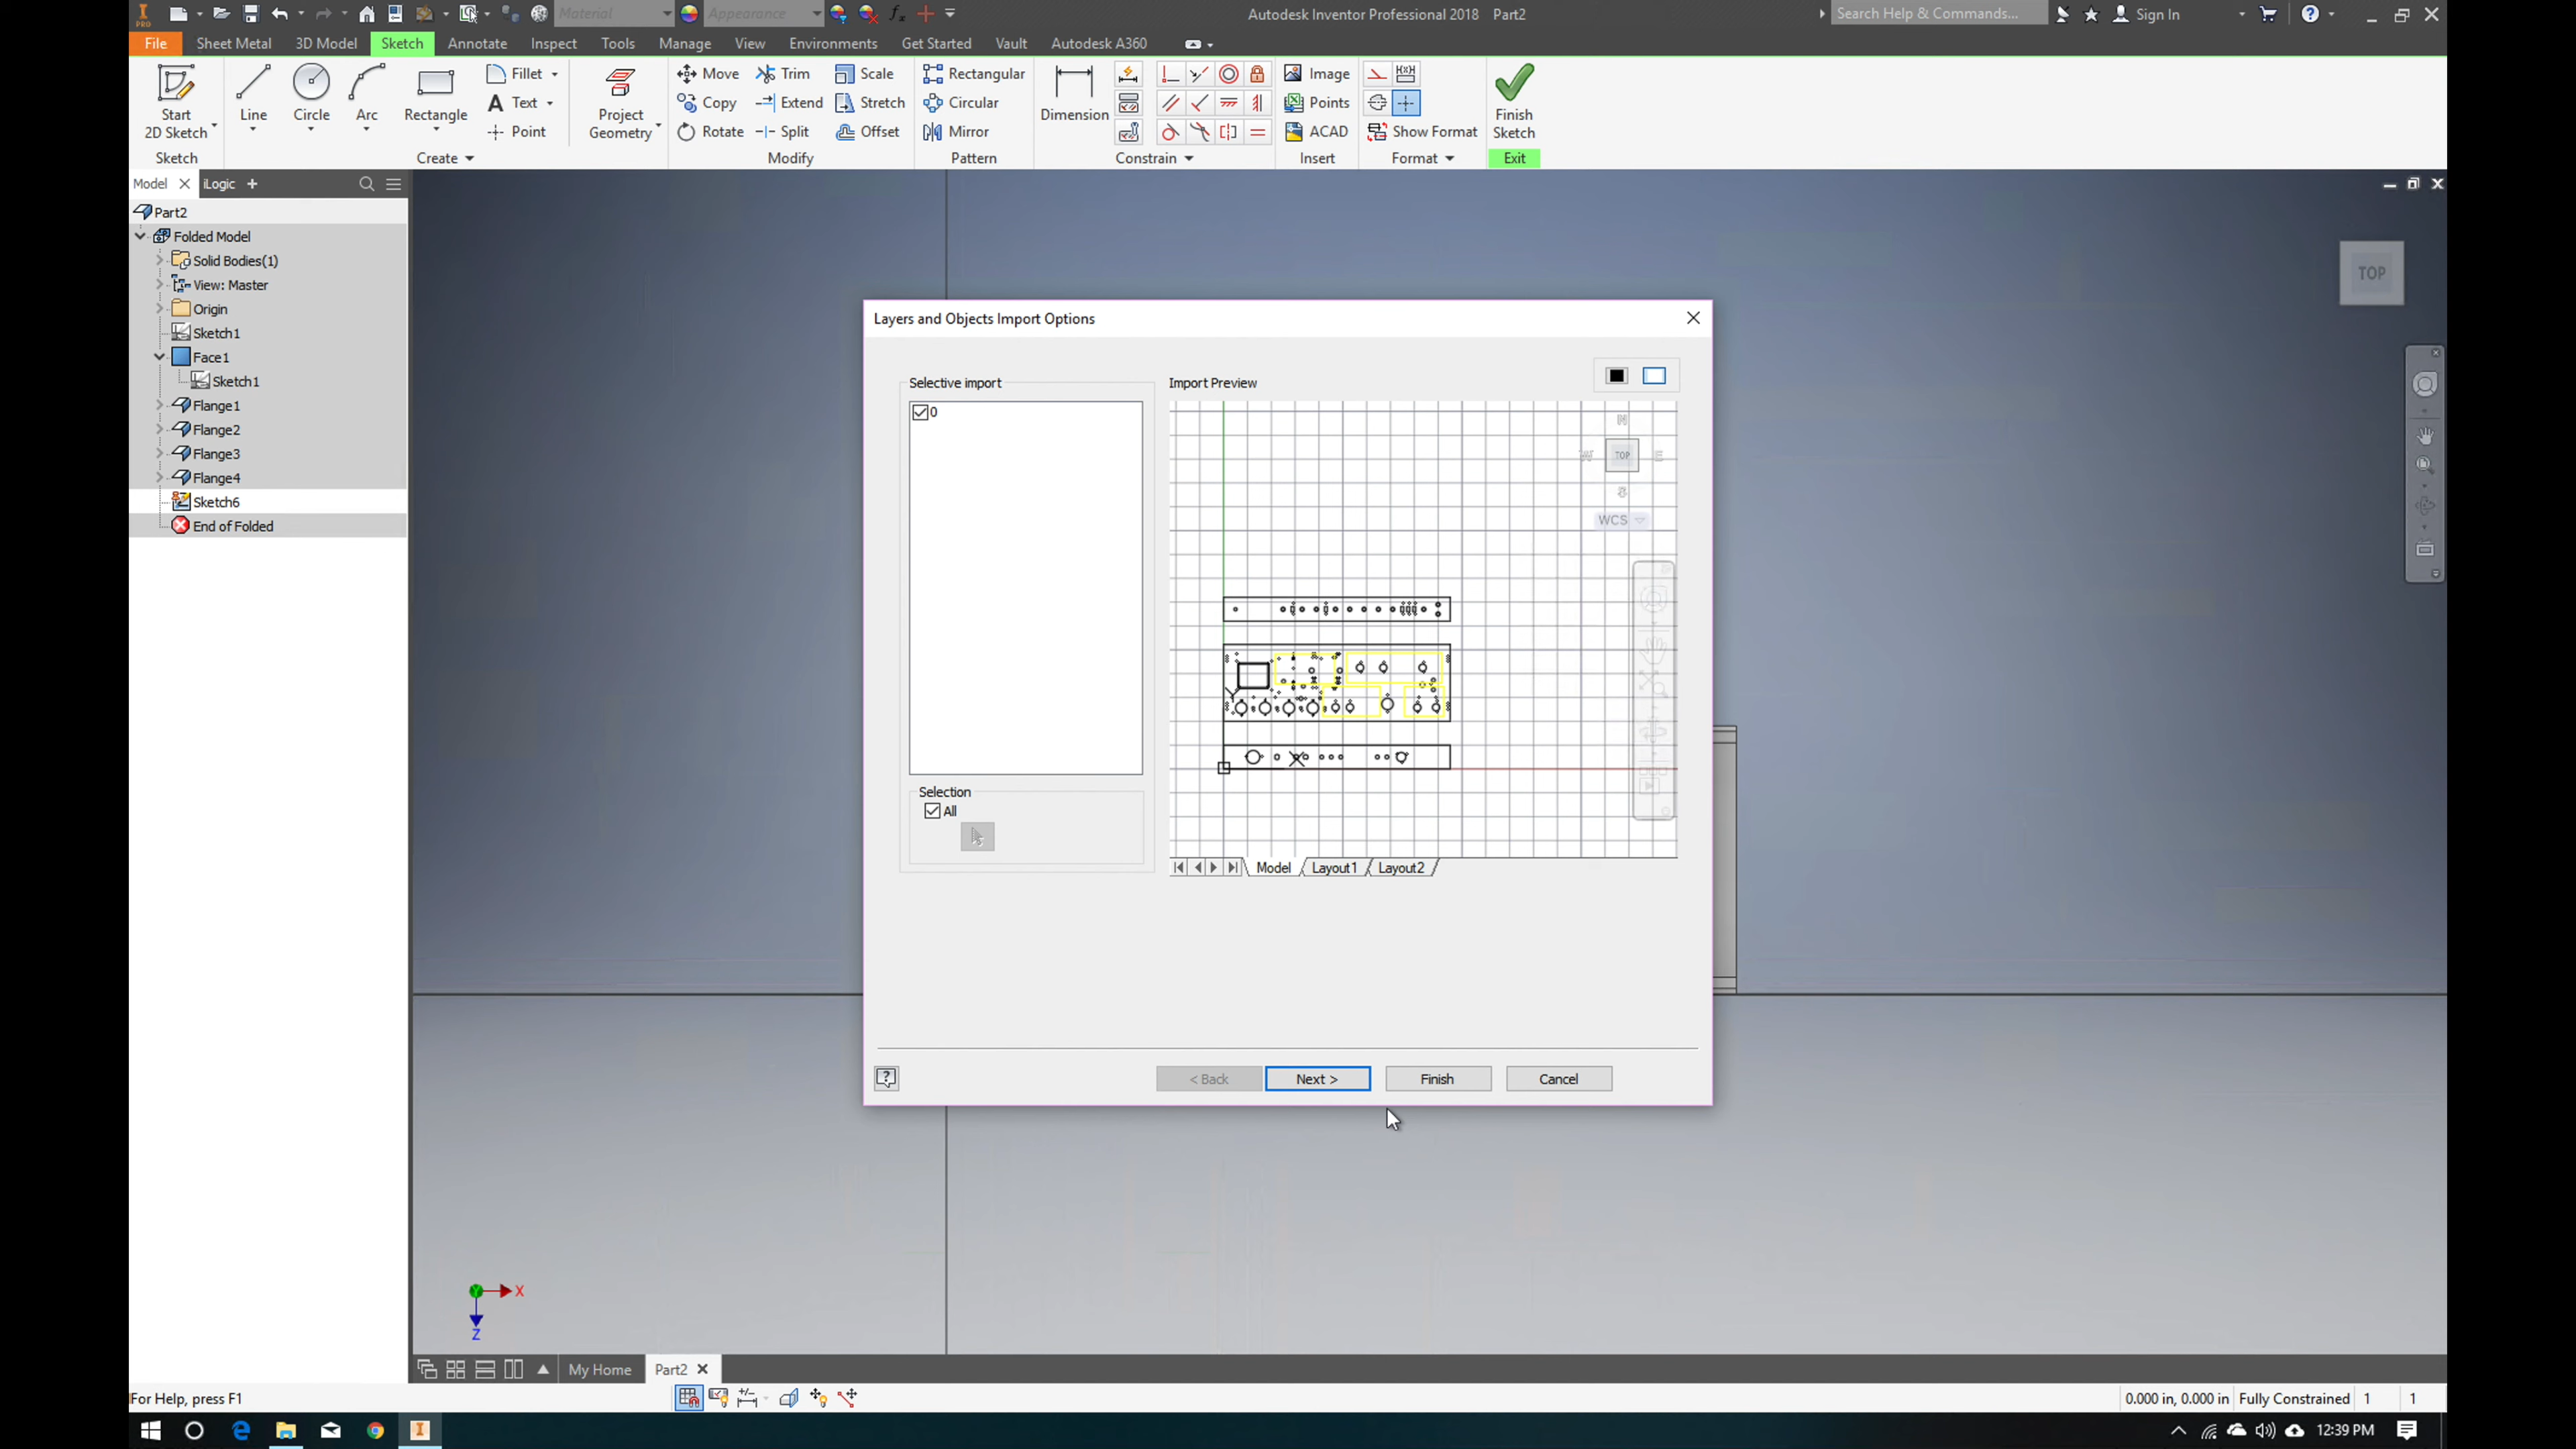 PRO
Material
Appearance
Autodesk Inventor Professional 2018 Part2
Search Help & Commands...
Sign In
File
Sheet Metal
3D Model
Sketch
Annotate
Inspect
Tools
Manage
View
Environments
Get Started
Vault
Autodesk A360
Start
2D Sketch
Line
Circle
Arc
Rectangle
Fillet
Text
Point
Project
Geometry
Move
Copy
Rotate
Trim
Extend
Split
Scale
Stretch
Offset
Rectangular
Circular
Mirror
Dimension
Image
Points
ACAD
Show Format
Finish
Sketch
Sketch
Create
Modify
Pattern
Constrain
Insert
Format
Exit
Model
iLogic
Part2
Folded Model
Solid Bodies(1)
View: Master
Origin
Sketch1
Face1
Sketch1
Flange1
Flange2
Flange3
Flange4
Sketch6
End of Folded
TOP
Layers and Objects Import Options
Selective import
0
Selection
All
Import Preview
N
W
TOP
E
S
WCS
Y
X
Model
Layout1
Layout2
< Back
Next >
Finish
Cancel
X
Z
My Home
Part2
For Help, press F1
0.000 in, 0.000 in
Fully Constrained
1
1
12:39 PM